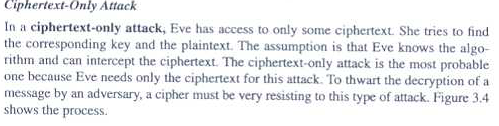 Ciphertext-Only Attack
In a ciphertext-only attack, Eve has access to only some ciphertext. She tries to find
the corresponding key and the plaintext. The assumption is that Eve knows the algo-
rithm and can intercept the ciphertext. The ciphertext-only attack is the most probable
one because Eve needs only the ciphertext for this attack. To thwart the decryption of a
message by an adversary, a cipher must be very resisting to this type of attack. Figure 3.4
shows the process.